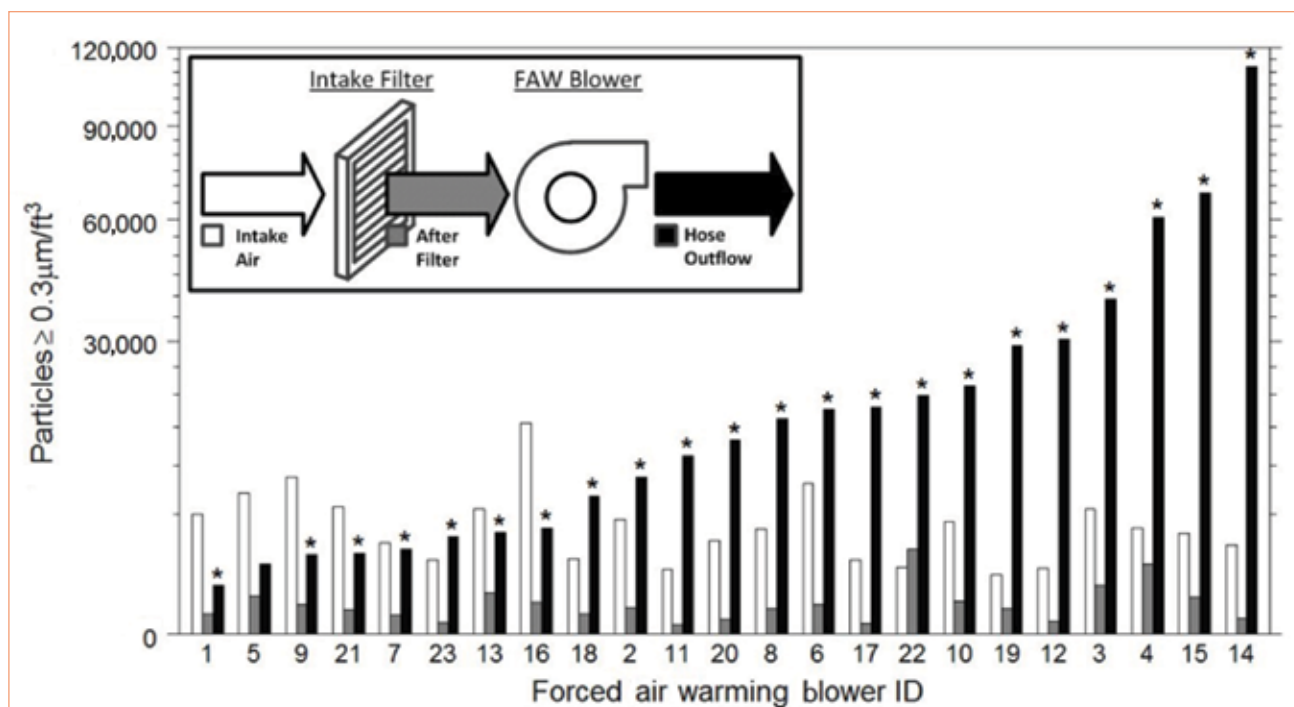 120,000
90,000
60,000
30,000
0
Particles ≥ 0.3µm/ft³
Intake Filter
FAW Blower
Intake
Air
After
Filter
Hose
Outflow
* * * * * * * * * * * * * * * * * * * * * *
1 5 9 21 7 23 13 16 18 2 11 20 8 6 17 22 10 19 12 3 4 15 14
Forced air warming blower ID